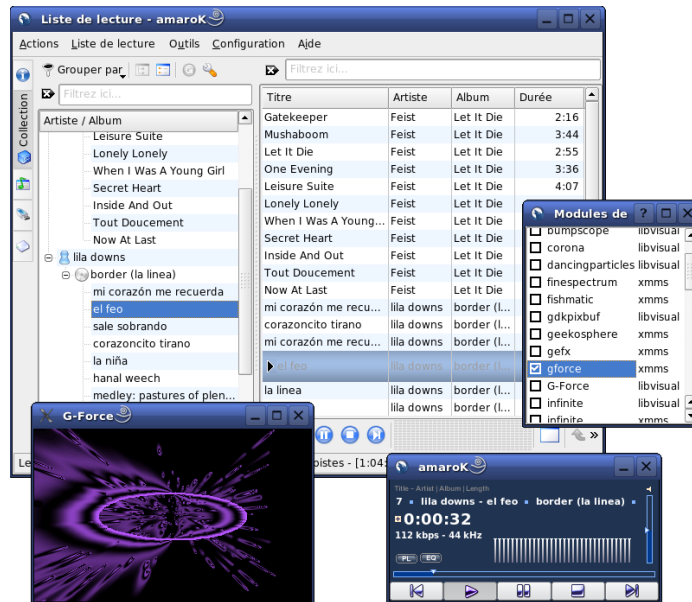 Liste de lecture - amaroK
Actions Liste de lecture Outils Configuration Aide
Grouper par
Filtrez ici...
Filtrez ici...
Collection
Artiste / Album
Leisure Suite
Lonely Lonely
When I Was A Young Girl
Secret Heart
Inside And Out
Tout Doucement
Now At Last
lila downs
border (la linea)
mi corazón me recuerda
el feo
sale sobrando
corazoncito tirano
la niña
hanal weech
medley: pastures of plen...
Titre Artiste Album Durée
Gatekeeper Feist Let It Die 2:16
Mushaboom Feist Let It Die 3:44
Let It Die Feist Let It Die 2:55
One Evening Feist Let It Die 3:36
Leisure Suite Feist Let It Die 4:07
Lonely Lonely Feist Let It Die
When I Was A Young... Feist Let It Die
Secret Heart Feist Let It Die
Inside And Out Feist Let It Die
Tout Doucement Feist Let It Die
Now At Last Feist Let It Die
mi corazón me recu... lila downs border (l...
corazoncito tirano lila downs border (l...
mi corazón me recu... lila downs border (l...
el feo lila downs border (l...
la linea lila downs border (l...
lila downs border (l...
Modules de
bumpscope libvisual
corona libvisual
dancingparticles libvisual
finespectrum xmms
fishmatic xmms
gdkpixbuf libvisual
geekosphere xmms
gefx xmms
gforce xmms
G-Force libvisual
infinite libvisual
infinite xmms
G-Force
Le
pistes - [1:04:
amaroK
Title - Artist | Album | Length
7 lila downs - el feo border (la linea)
0:00:32
112 kbps - 44 kHz
PL EQ